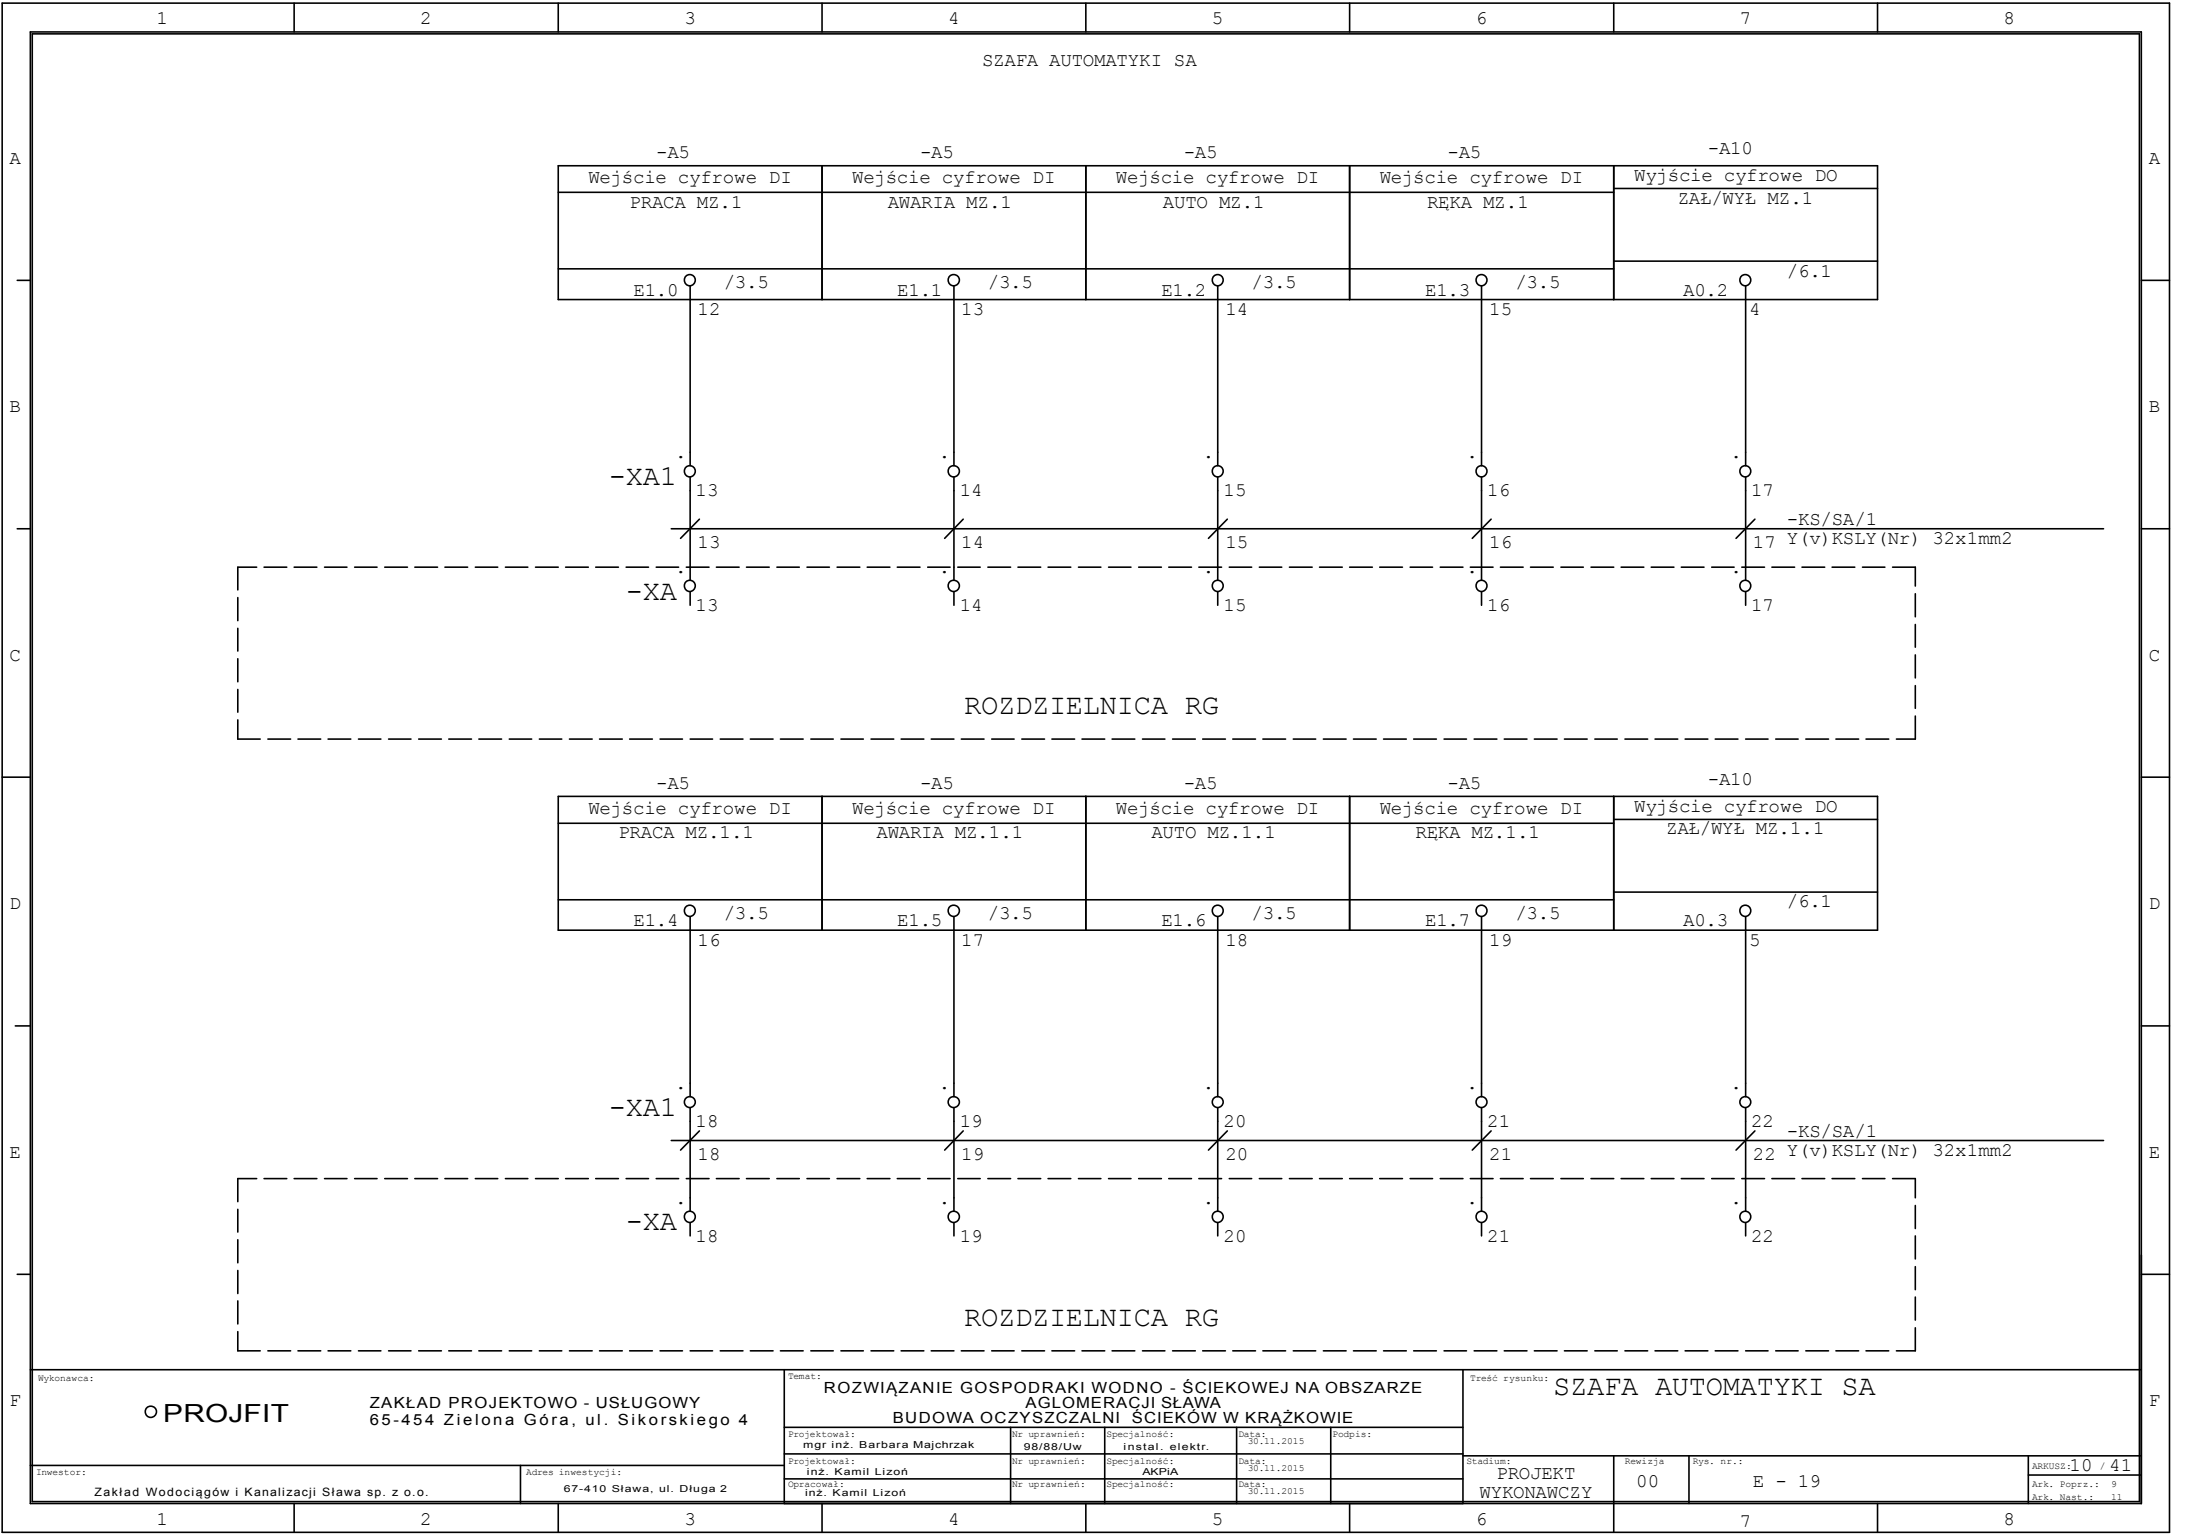 1 2 3 4 5 6 7 8
SZAFA AUTOMATYKI SA
A A
-A5 -A5 -A5 -A5 -A10
Wejście cyfrowe DI Wejście cyfrowe DI Wejście cyfrowe DI Wejście cyfrowe DI Wyjście cyfrowe DO
PRACA MZ.1 AWARIA MZ.1 AUTO MZ.1 RĘKA MZ.1 ZAŁ/WYŁ MZ.1
E1.0 /3.5 E1.1 /3.5 E1.2 /3.5 E1.3 /3.5 A0.2 /6.1
12 13 14 15 4
B B
-XA1
13 14 15 16 17
-KS/SA/1
13 14 15 16 17 Y(v)KSLY(Nr) 32x1mm2
-XA
13 14 15 16 17
C C
ROZDZIELNICA RG
-A5 -A5 -A5 -A5 -A10
Wejście cyfrowe DI Wejście cyfrowe DI Wejście cyfrowe DI Wejście cyfrowe DI Wyjście cyfrowe DO
PRACA MZ.1.1 AWARIA MZ.1.1 AUTO MZ.1.1 RĘKA MZ.1.1 ZAŁ/WYŁ MZ.1.1
D D
E1.4 /3.5 E1.5 /3.5 E1.6 /3.5 E1.7 /3.5 A0.3 /6.1
16 17 18 19 5
-XA1
18 19 20 21 22
-KS/SA/1
E E
18 19 20 21 22 Y(v)KSLY(Nr) 32x1mm2
-XA
18 19 20 21 22
ROZDZIELNICA RG
F F
Wykonawca:
PROJFIT
ZAKŁAD PROJEKTOWO - USŁUGOWY
65-454 Zielona Góra, ul. Sikorskiego 4
Inwestor:
Zakład Wodociągów i Kanalizacji Sława sp. z o.o.
Adres inwestycji:
67-410 Sława, ul. Długa 2
Temat:
ROZWIĄZANIE GOSPODRAKI WODNO - ŚCIEKOWEJ NA OBSZARZE
AGLOMERACJI SŁAWA
BUDOWA OCZYSZCZALNI ŚCIEKÓW W KRĄŻKOWIE
Projektował: Nr uprawnień: Specjalność: Data: Podpis:
mgr inż. Barbara Majchrzak 98/88/Uw instal. elektr. 30.11.2015
Projektował: Nr uprawnień: Specjalność: Data:
inż. Kamil Lizoń AKPiA 30.11.2015
Opracował: Nr uprawnień: Specjalność: Data:
inż. Kamil Lizoń 30.11.2015
Treść rysunku: SZAFA AUTOMATYKI SA
Stadium:
PROJEKT
WYKONAWCZY
Rewizja
00
Rys. nr.:
E - 19
ARKUSZ: 10 / 41
Ark. Poprz.: 9
Ark. Nast.: 11
1 2 3 4 5 6 7 8